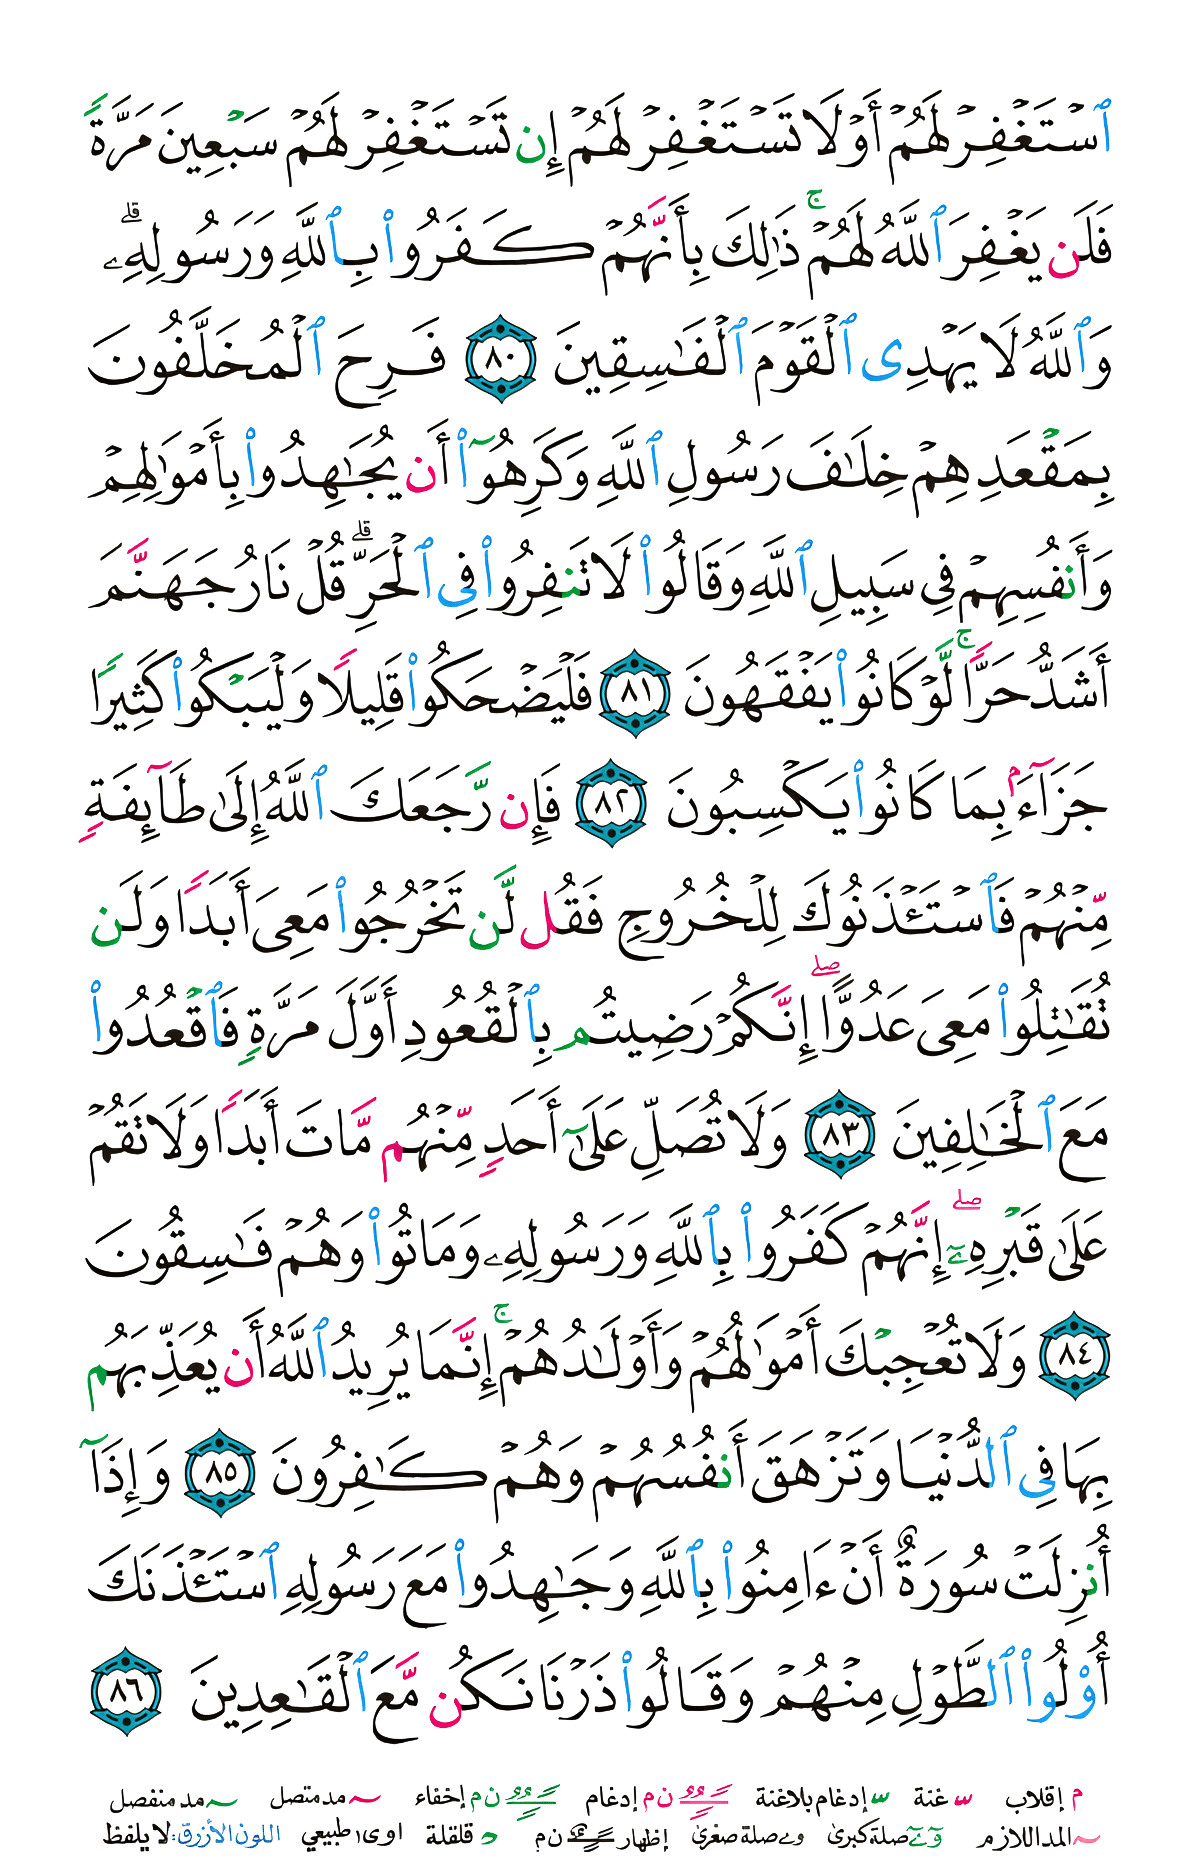 ٱسۡتَغۡفِرۡ لَهُمۡ أَوۡ لَا تَسۡتَغۡفِرۡ لَهُمۡ إِن تَسۡتَغۡفِرۡ لَهُمۡ سَبۡعِينَ مَرَّةٗ
فَلَن يَغۡفِرَ ٱللَّهُ لَهُمۡۚ ذَٰلِكَ بِأَنَّهُمۡ كَفَرُواْ بِٱللَّهِ وَرَسُولِهِۦۗ
وَٱللَّهُ لَا يَهۡدِي ٱلۡقَوۡمَ ٱلۡفَٰسِقِينَ ٨٠ فَرِحَ ٱلۡمُخَلَّفُونَ
بِمَقۡعَدِهِمۡ خِلَٰفَ رَسُولِ ٱللَّهِ وَكَرِهُوٓاْ أَن يُجَٰهِدُواْ بِأَمۡوَٰلِهِمۡ
وَأَنفُسِهِمۡ فِي سَبِيلِ ٱللَّهِ وَقَالُواْ لَا تَنفِرُواْ فِي ٱلۡحَرِّۗ قُلۡ نَارُ جَهَنَّمَ
أَشَدُّ حَرّٗاۚ لَّوۡ كَانُواْ يَفۡقَهُونَ ٨١ فَلۡيَضۡحَكُواْ قَلِيلٗا وَلۡيَبۡكُواْ كَثِيرٗا
جَزَآءَۢ بِمَا كَانُواْ يَكۡسِبُونَ ٨٢ فَإِن رَّجَعَكَ ٱللَّهُ إِلَىٰ طَآئِفَةٖ
مِّنۡهُمۡ فَٱسۡتَـٔۡذَنُوكَ لِلۡخُرُوجِ فَقُل لَّن تَخۡرُجُواْ مَعِيَ أَبَدٗا وَلَن
تُقَٰتِلُواْ مَعِيَ عَدُوًّاۖ إِنَّكُمۡ رَضِيتُم بِٱلۡقُعُودِ أَوَّلَ مَرَّةٖ فَٱقۡعُدُواْ
مَعَ ٱلۡخَٰلِفِينَ ٨٣ وَلَا تُصَلِّ عَلَىٰٓ أَحَدٖ مِّنۡهُم مَّاتَ أَبَدٗا وَلَا تَقُمۡ
عَلَىٰ قَبۡرِهِۦٓۖ إِنَّهُمۡ كَفَرُواْ بِٱللَّهِ وَرَسُولِهِۦ وَمَاتُواْ وَهُمۡ فَٰسِقُونَ
٨٤ وَلَا تُعۡجِبۡكَ أَمۡوَٰلُهُمۡ وَأَوۡلَٰدُهُمۡۚ إِنَّمَا يُرِيدُ ٱللَّهُ أَن يُعَذِّبَهُم
بِهَا فِي ٱلدُّنۡيَا وَتَزۡهَقَ أَنفُسُهُمۡ وَهُمۡ كَٰفِرُونَ ٨٥ وَإِذَآ
أُنزِلَتۡ سُورَةٌ أَنۡ ءَامِنُواْ بِٱللَّهِ وَجَٰهِدُواْ مَعَ رَسُولِهِ ٱسۡتَـٔۡذَنَكَ
أُوْلُواْ ٱلطَّوۡلِ مِنۡهُمۡ وَقَالُواْ ذَرۡنَا نَكُن مَّعَ ٱلۡقَٰعِدِينَ ٨٦
م إقلاب غنة إدغام بلاغنة ن م إدغام ن م إخفاء مد متصل مد منفصل
المد اللازم صلة كبرى وے صلة صغرى إظهار ن م قلقلة اوى طبيعي اللون الأزرق: لا يلفظ